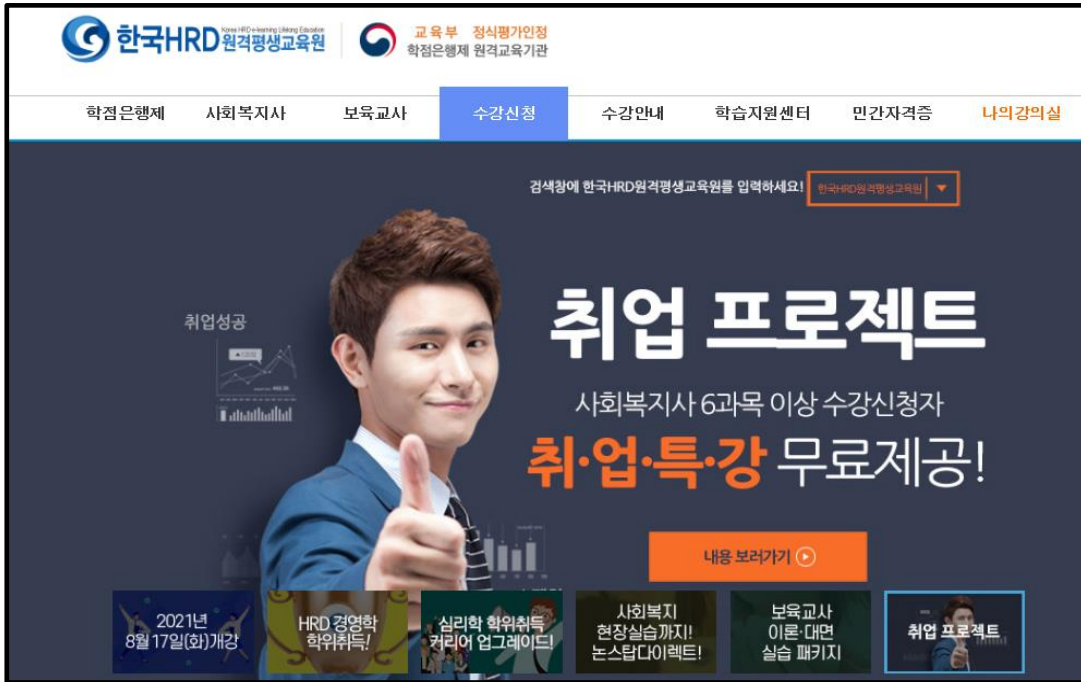 한국HRD 원격평생교육원
Korea HRD e-learning Lifelong Education
교육부 정식평가인정
학점은행제 원격교육기관
학점은행제 사회복지사 보육교사 수강신청 수강안내 학습지원센터 민간자격증 나의강의실
검색창에 한국HRD원격평생교육원를 입력하세요! 한국HRD원격평생교육원
취업 프로젝트
취업성공
사회복지사 6과목 이상 수강신청자
취·업·특·강 무료제공!
내용 보러가기
2021년
8월 17일(화)개강
HRD 경영학
학위취득!
심리학 학위취득
커리어 업그레이드!
사회복지
현장실습까지!
논스탑다이렉트!
보육교사
이론·대면
실습 패키지
취업 프로젝트